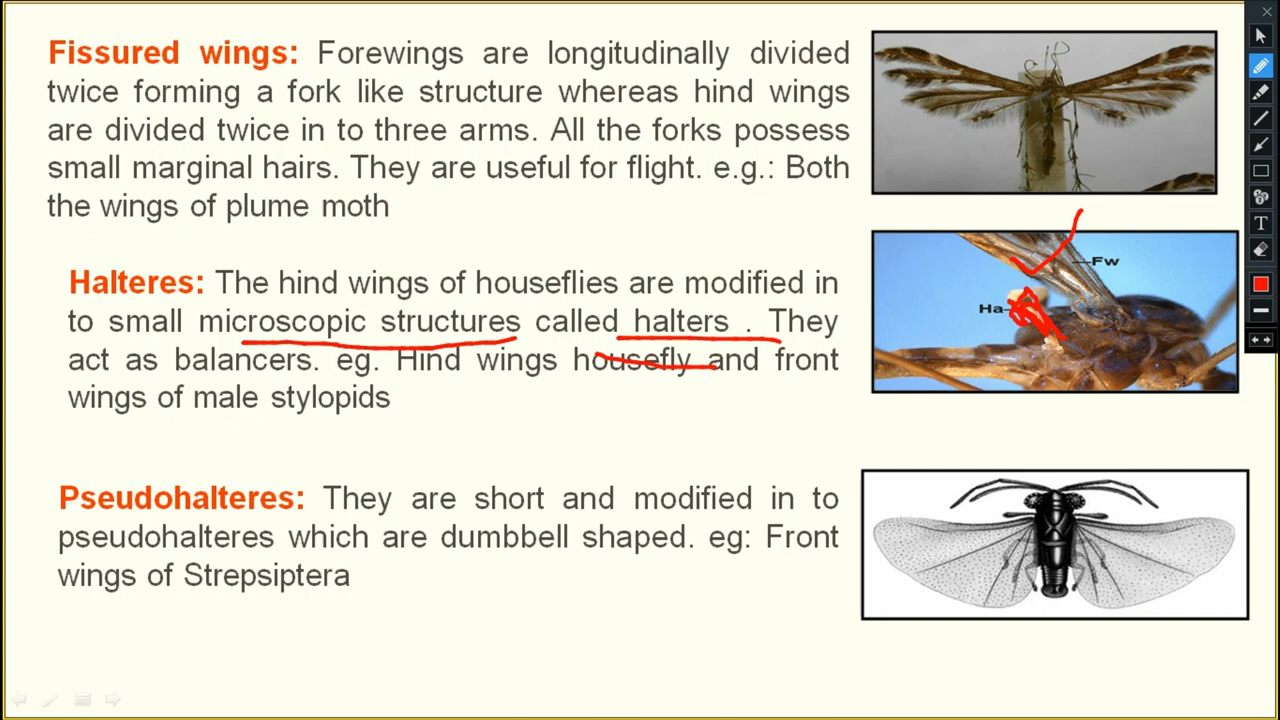 Fissured wings: Forewings are longitudinally divided
twice forming a fork like structure whereas hind wings
are divided twice in to three arms. All the forks possess
small marginal hairs. They are useful for flight. e.g.: Both
the wings of plume moth
Fw
Ha
Halteres: The hind wings of houseflies are modified in
to small microscopic structures called halters . They
act as balancers. eg. Hind wings housefly and front
wings of male stylopids
Pseudohalteres: They are short and modified in to
pseudohalteres which are dumbbell shaped. eg: Front
wings of Strepsiptera
T